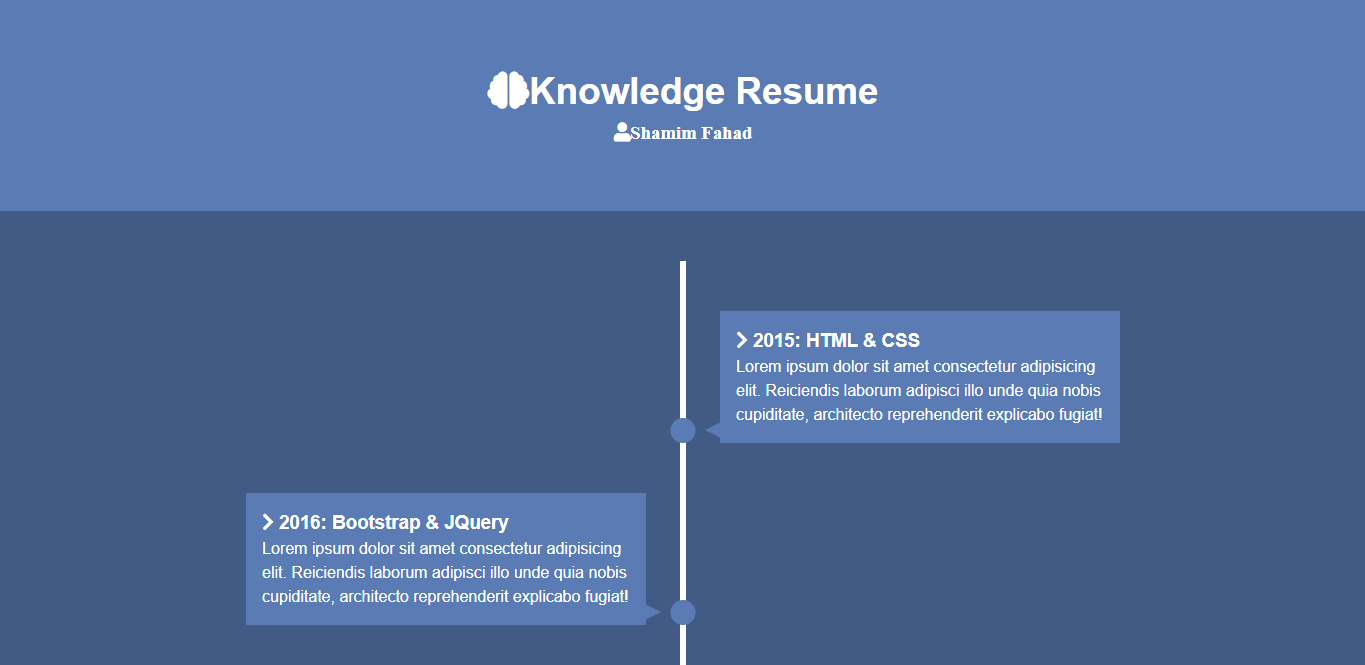 Knowledge Resume
Shamim Fahad
2015: HTML & CSS
Lorem ipsum dolor sit amet consectetur adipisicing
elit. Reiciendis laborum adipisci illo unde quia nobis
cupiditate, architecto reprehenderit explicabo fugiat!
2016: Bootstrap & JQuery
Lorem ipsum dolor sit amet consectetur adipisicing
elit. Reiciendis laborum adipisci illo unde quia nobis
cupiditate, architecto reprehenderit explicabo fugiat!